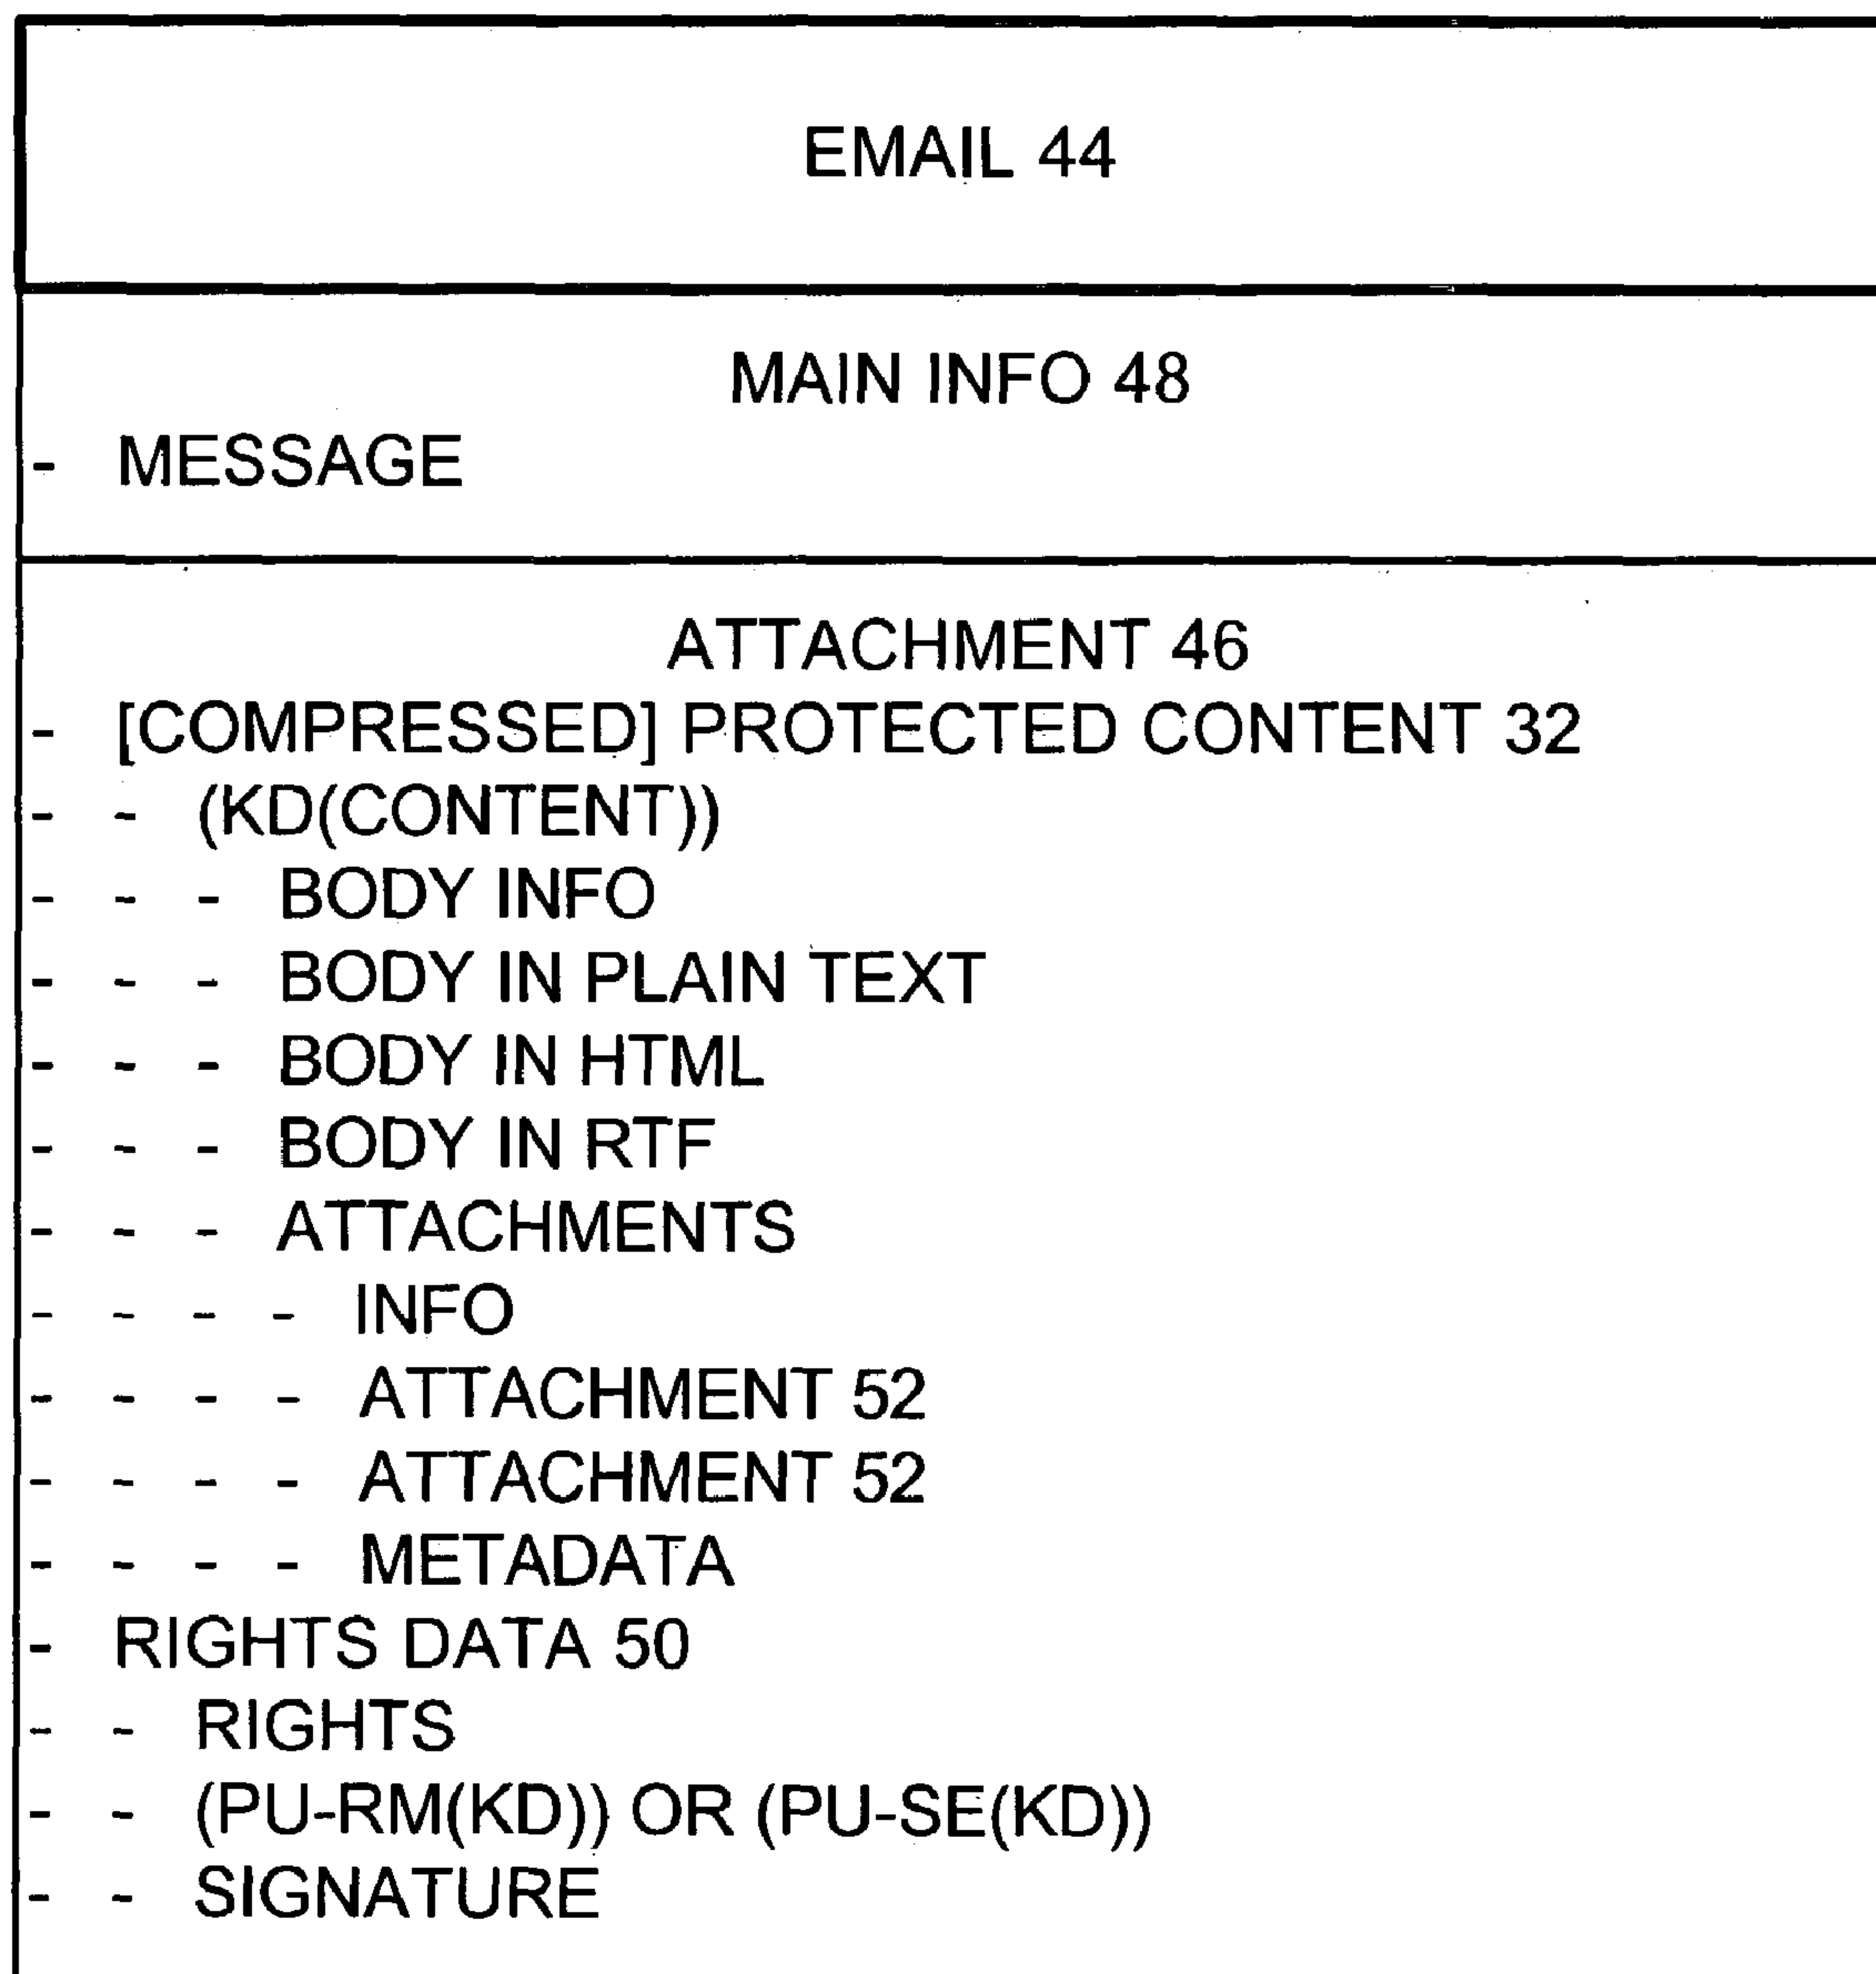 EMAIL 44
MAIN INFO 48
- MESSAGE
ATTACHMENT 46
- [COMPRESSED] PROTECTED CONTENT 32
- - (KD(CONTENT))
- - - BODY INFO
- - - BODY IN PLAIN TEXT
- - - BODY IN HTML
- - - BODY IN RTF
- - - ATTACHMENTS
- - - - INFO
- - - - ATTACHMENT 52
- - - - ATTACHMENT 52
- - - - METADATA
- RIGHTS DATA 50
- - RIGHTS
- - (PU-RM(KD)) OR (PU-SE(KD))
- - SIGNATURE